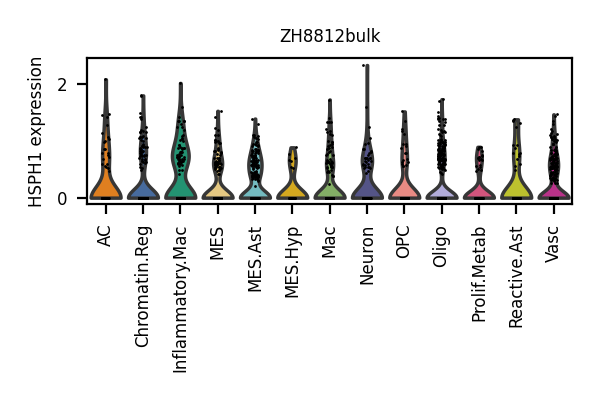 ZH8812bulk
HSPH1 expression
2
0
AC
Chromatin.Reg
Inflammatory.Mac
MES
MES.Ast
MES.Hyp
Mac
Neuron
OPC
Oligo
Prolif.Metab
Reactive.Ast
Vasc